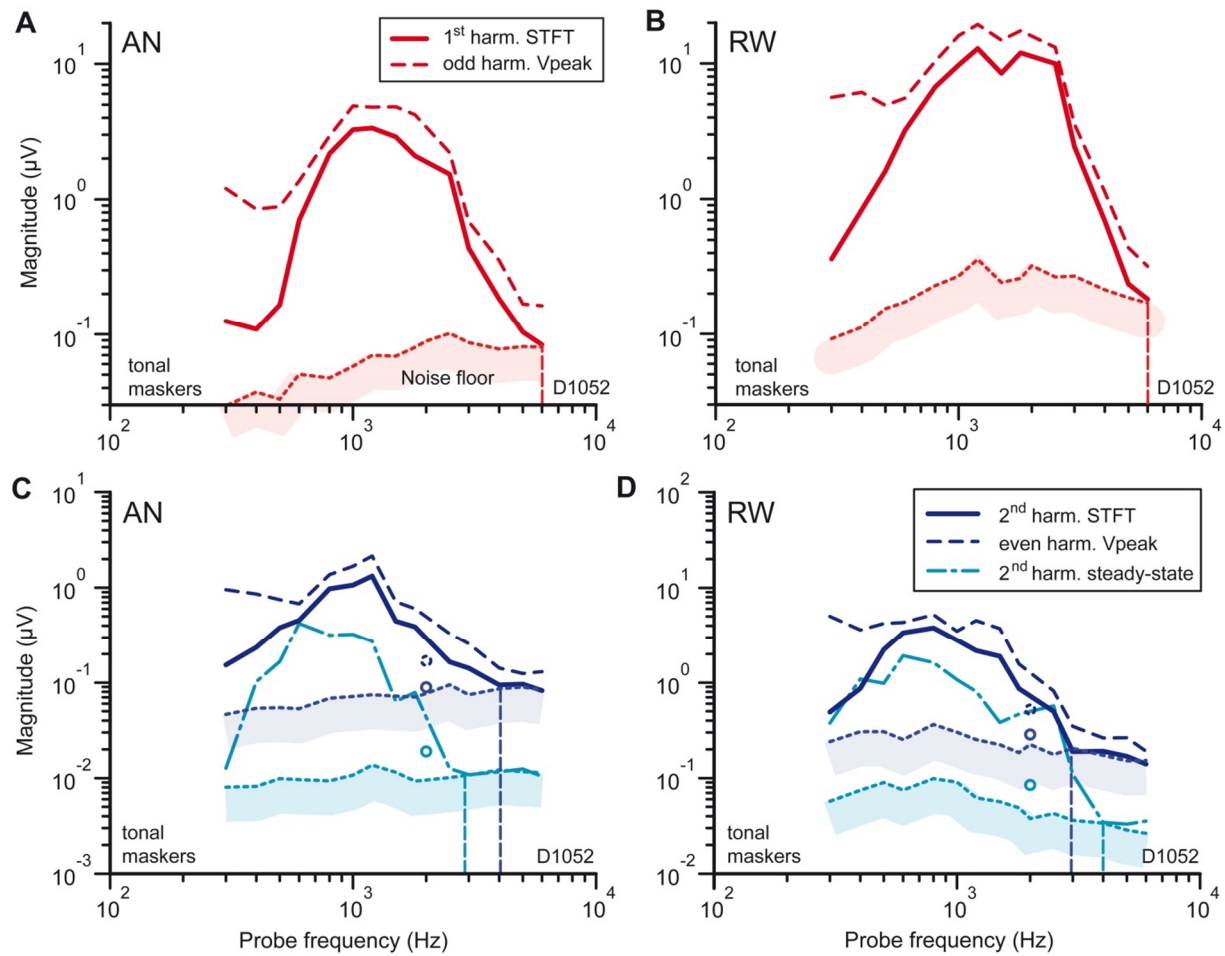 A
AN
1st harm. STFT
odd harm. Vpeak
10^1
10^0
10^-1
Magnitude (µV)
tonal
maskers
Noise floor
D1052
10^2
10^3
10^4
B
RW
10^1
10^0
10^-1
tonal
maskers
D1052
10^2
10^3
10^4
C
AN
10^1
10^0
10^-1
10^-2
10^-3
Magnitude (µV)
tonal
maskers
D1052
10^2
10^3
10^4
Probe frequency (Hz)
D
RW
2nd harm. STFT
even harm. Vpeak
2nd harm. steady-state
10^2
10^1
10^0
10^-1
10^-2
tonal
maskers
D1052
10^2
10^3
10^4
Probe frequency (Hz)